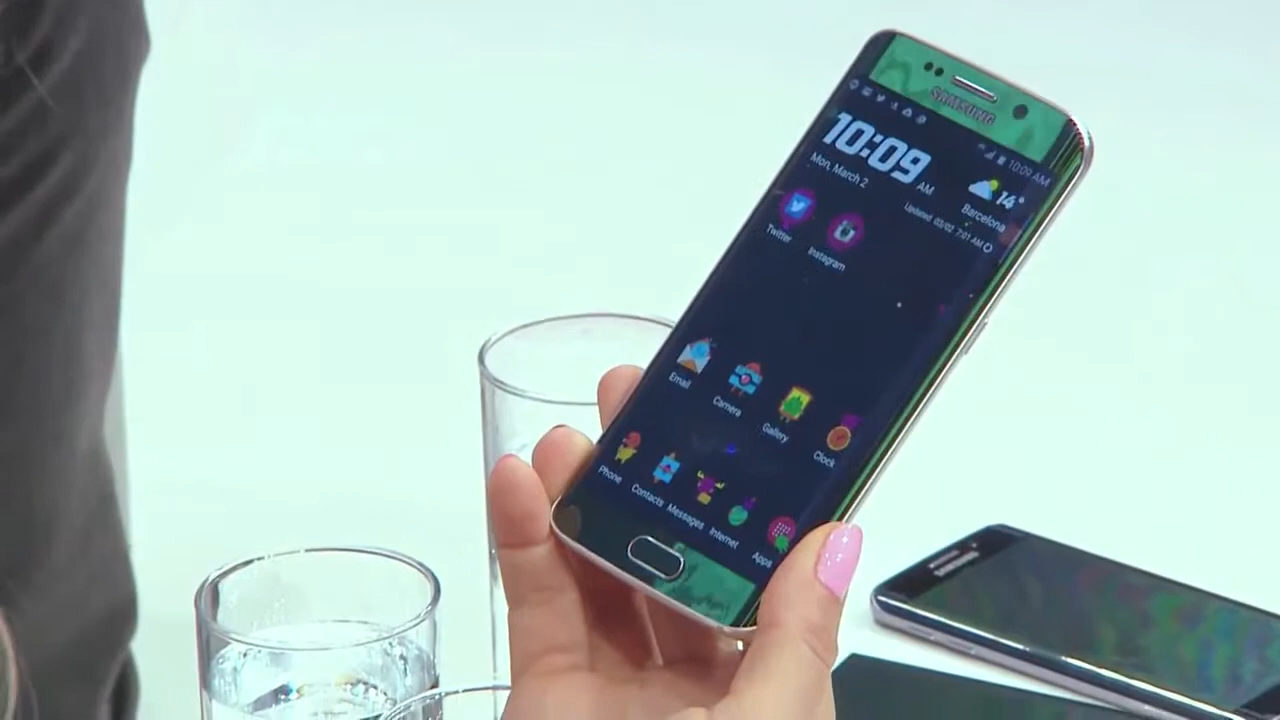 SAMSUNG
10:09 AM
10:09 AM
Mon, March 2
14°
Barcelona
Updated 03/02 7:01 AM
Twitter
Instagram
Email
Camera
Gallery
Clock
Phone
Contacts
Messages
Internet
Apps
SAMSUNG